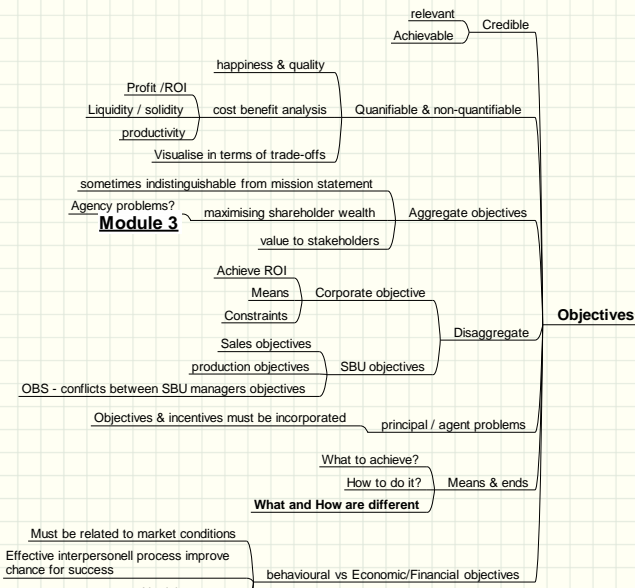 relevant
Achievable
Credible
happiness & quality
Profit /ROI
Liquidity / solidity
productivity
cost benefit analysis
Visualise in terms of trade-offs
Quanifiable & non-quantifiable
sometimes indistinguishable from mission statement
Agency problems?
Module 3
maximising shareholder wealth
value to stakeholders
Aggregate objectives
Achieve ROI
Means
Constraints
Corporate objective
Sales objectives
production objectives
OBS - conflicts between SBU managers objectives
SBU objectives
Disaggregate
Objectives
Objectives & incentives must be incorporated
principal / agent problems
What to achieve?
How to do it?
What and How are different
Means & ends
Must be related to market conditions
Effective interpersonell process improve
chance for success
behavioural vs Economic/Financial objectives